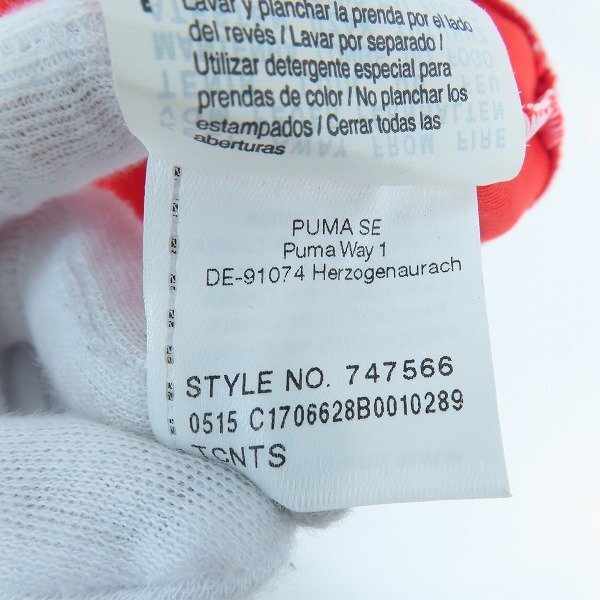 E Lavar y planchar la prenda por el lado
del revés / Lavar por separado /
Utilizar detergente especial para
prendas de color / No planchar los
estampados / Cerrar todas las
aberturas
PUMA SE
Puma Way 1
DE-91074 Herzogenaurach
STYLE NO. 747566
0515 C1706628B0010289
TCNTS